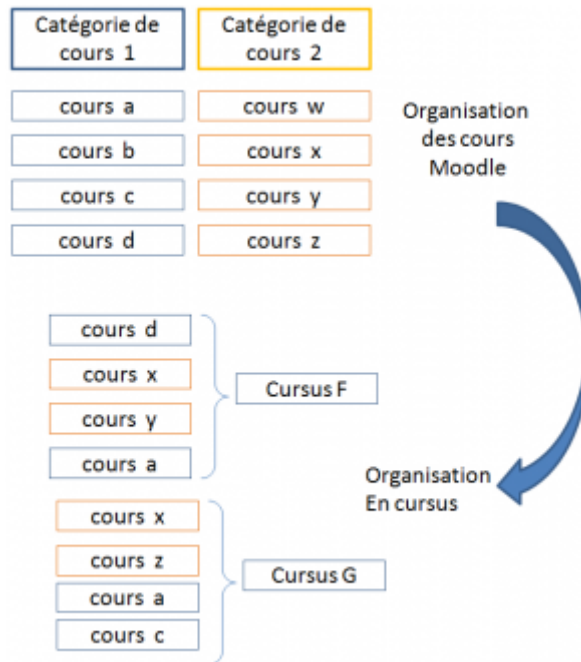 Catégorie de
cours 1
Catégorie de
cours 2
cours a
cours w
cours b
cours x
cours c
cours y
cours d
cours z
Organisation
des cours
Moodle
cours d
cours x
cours y
cours a
Cursus F
Organisation
En cursus
cours x
cours z
cours a
cours c
Cursus G